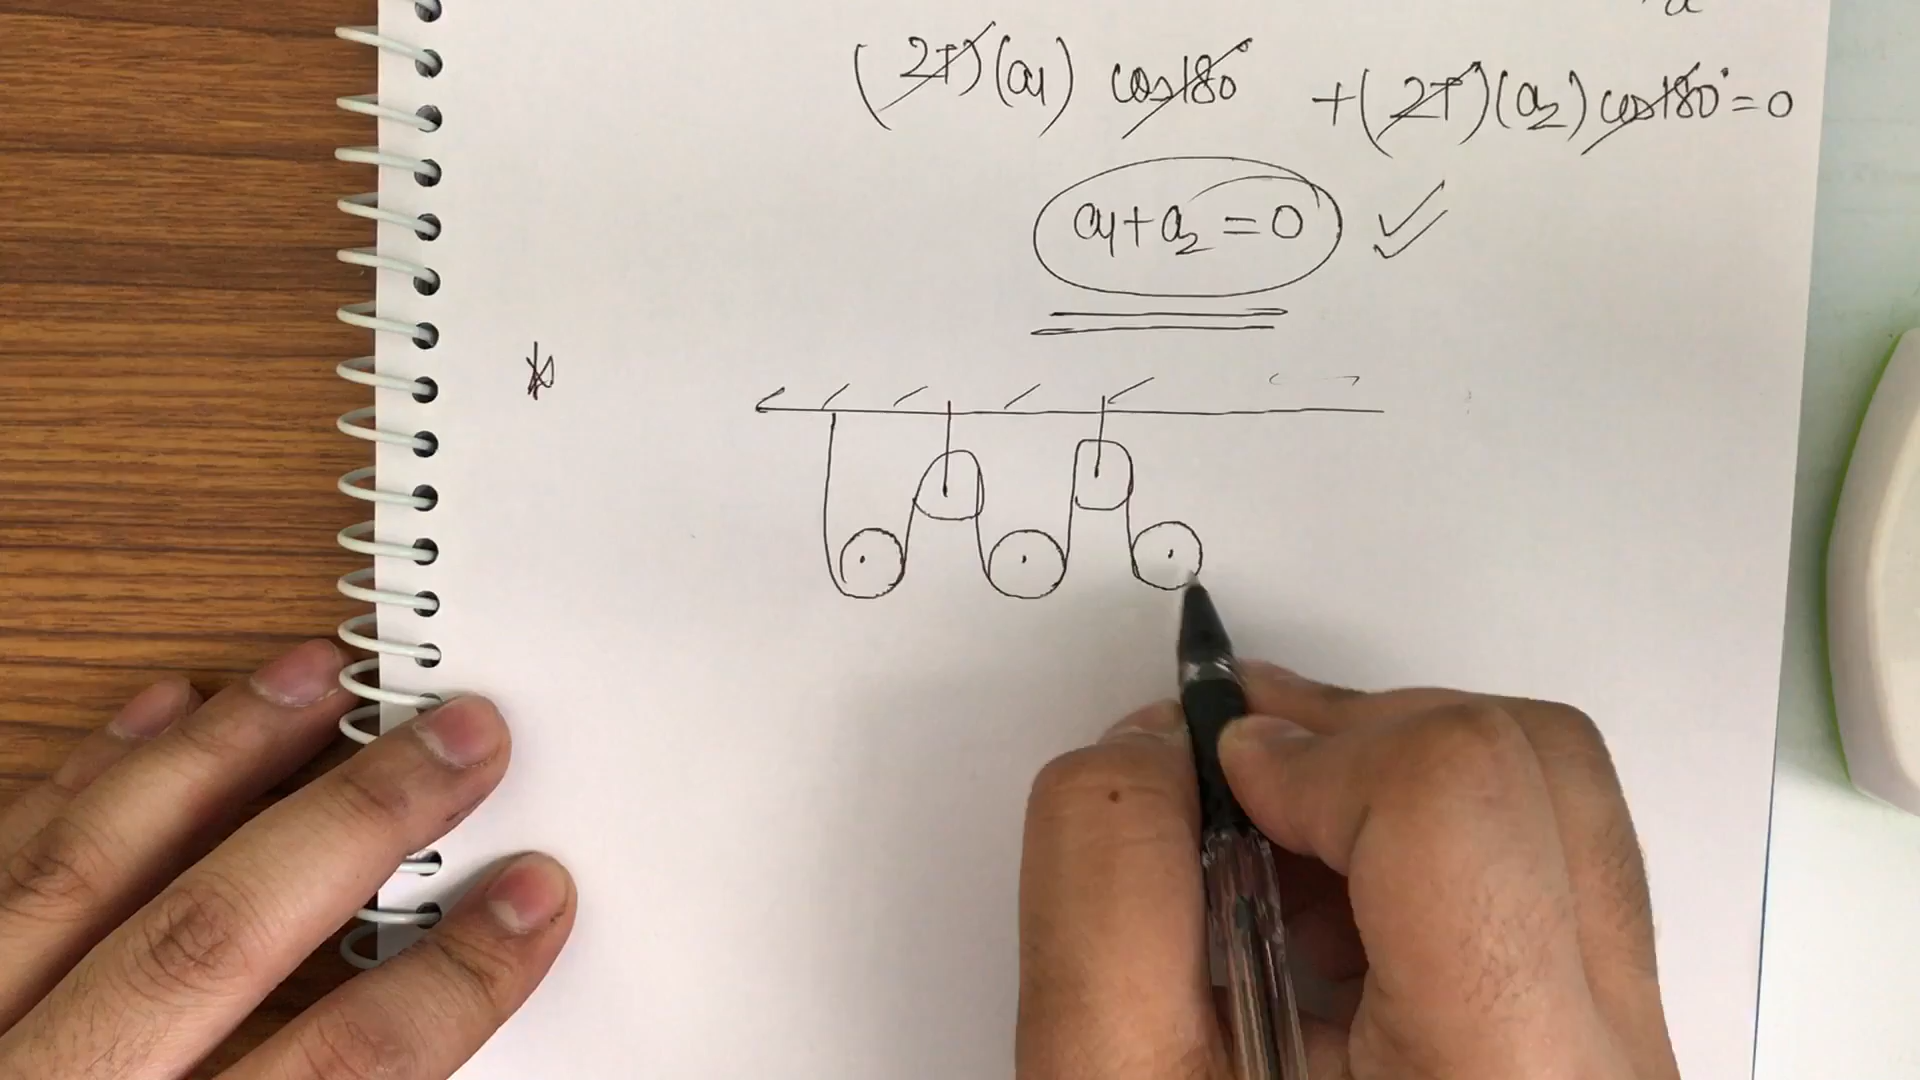 (2T)(a1) cos180° + (2T)(a2) cos180° = 0
a1 + a2 = 0